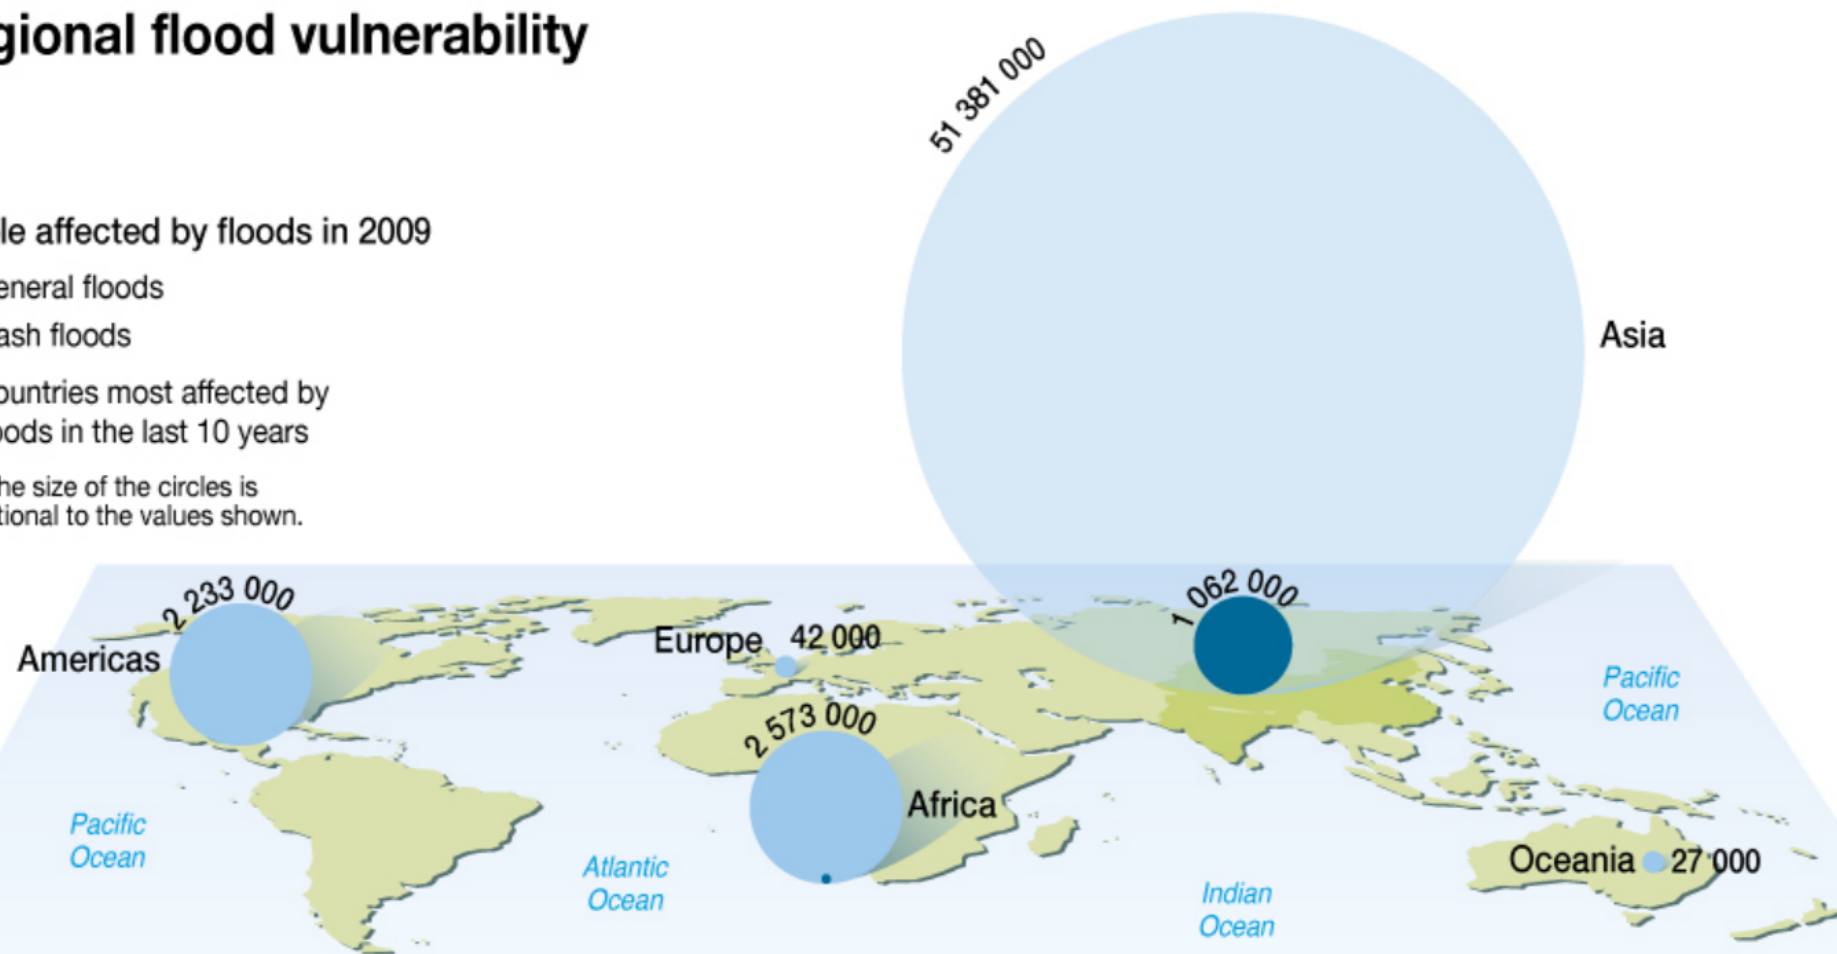 gional flood vulnerability
le affected by floods in 2009
eneral floods
ash floods
ountries most affected by
oods in the last 10 years
he size of the circles is
tional to the values shown.
51 381 000
Asia
1 062 000
2 233 000
Americas
Europe
42 000
2 573 000
Africa
Pacific
Ocean
Pacific
Ocean
Atlantic
Ocean
Indian
Ocean
Oceania
27 000